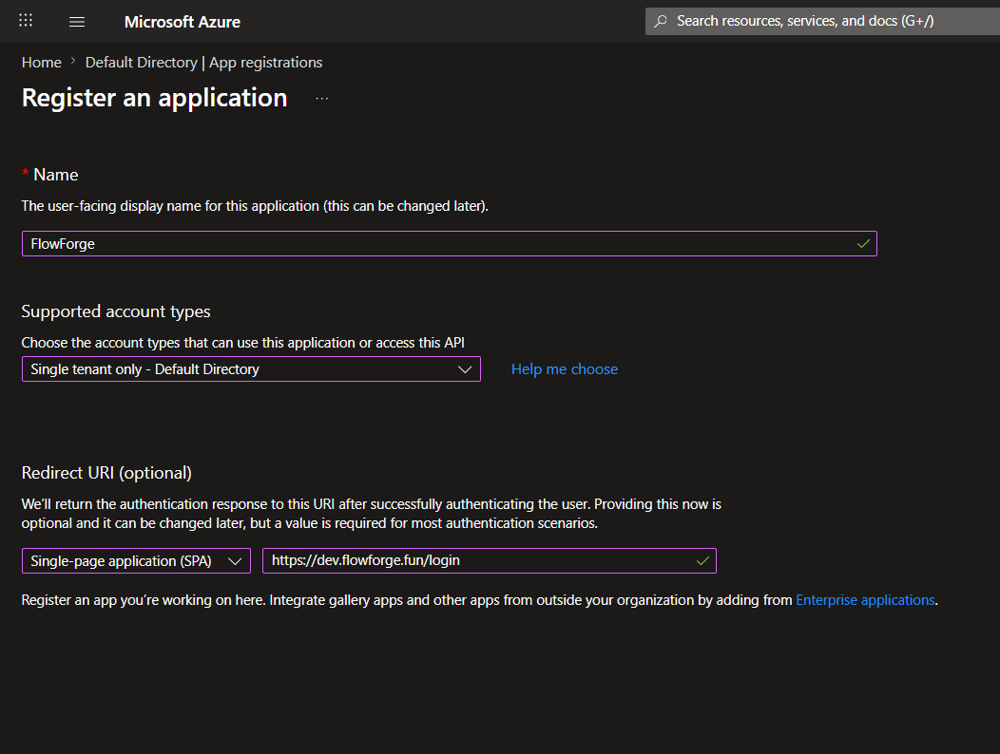 Microsoft Azure
Search resources, services, and docs (G+/)
Home > Default Directory | App registrations
Register an application ...
* Name
The user-facing display name for this application (this can be changed later).
FlowForge
Supported account types
Choose the account types that can use this application or access this API
Single tenant only - Default Directory
Help me choose
Redirect URI (optional)
We'll return the authentication response to this URI after successfully authenticating the user. Providing this now is
optional and it can be changed later, but a value is required for most authentication scenarios.
Single-page application (SPA)
https://dev.flowforge.fun/login
Register an app you're working on here. Integrate gallery apps and other apps from outside your organization by adding from Enterprise applications.